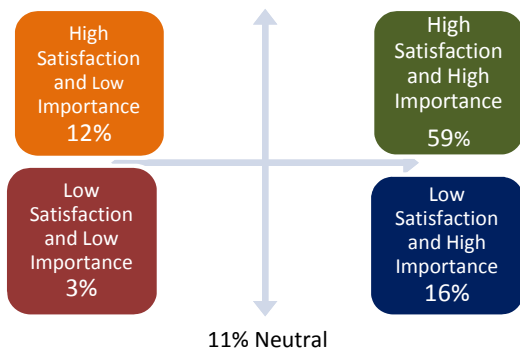 High
Satisfaction
and Low
Importance
12%
High
Satisfaction
and High
Importance
59%
Low
Satisfaction
and Low
Importance
3%
Low
Satisfaction
and High
Importance
16%
11% Neutral